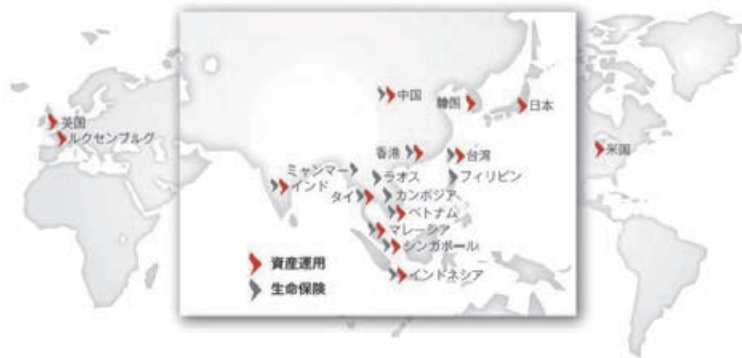 英国
ルクセンブルグ
中国
韓国
日本
香港
台湾
米国
ミャンマー
ラオス
フィリピン
インド
タイ
カンボジア
ベトナム
マレーシア
シンガポール
インドネシア
資産運用
生命保険